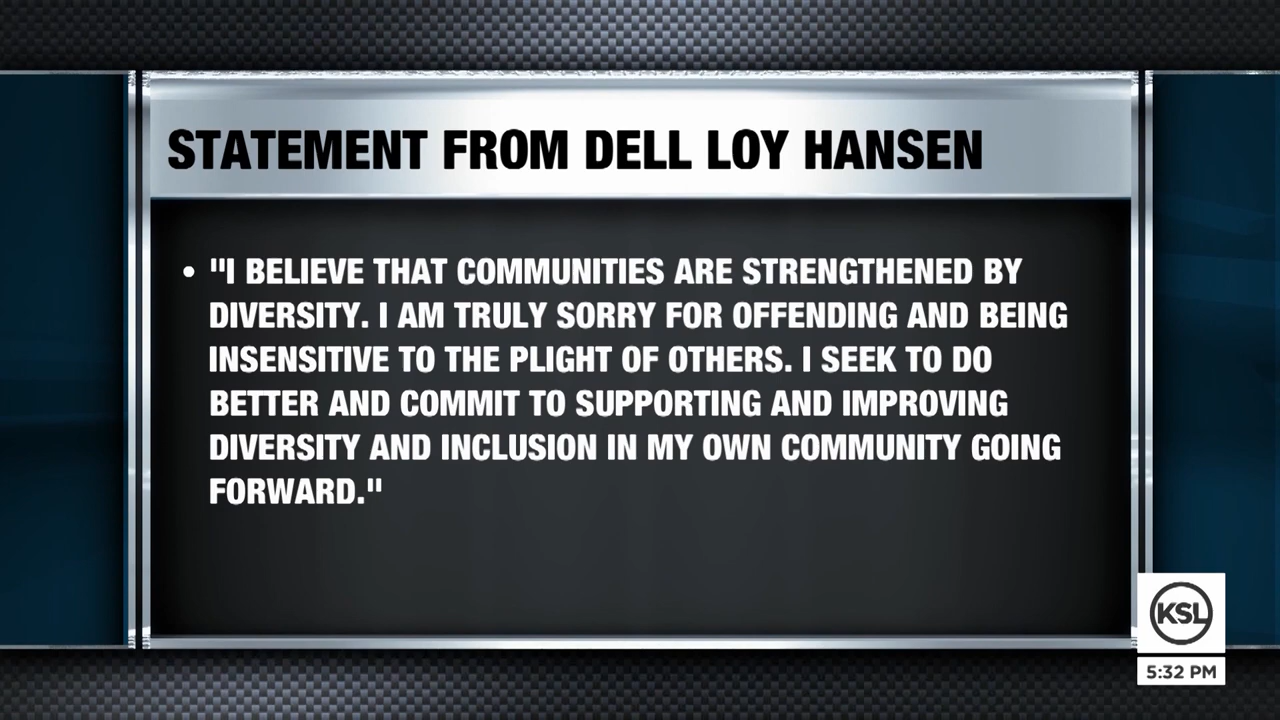 STATEMENT FROM DELL LOY HANSEN
• "I BELIEVE THAT COMMUNITIES ARE STRENGTHENED BY
DIVERSITY. I AM TRULY SORRY FOR OFFENDING AND BEING
INSENSITIVE TO THE PLIGHT OF OTHERS. I SEEK TO DO
BETTER AND COMMIT TO SUPPORTING AND IMPROVING
DIVERSITY AND INCLUSION IN MY OWN COMMUNITY GOING
FORWARD."
KSL
5:32 PM